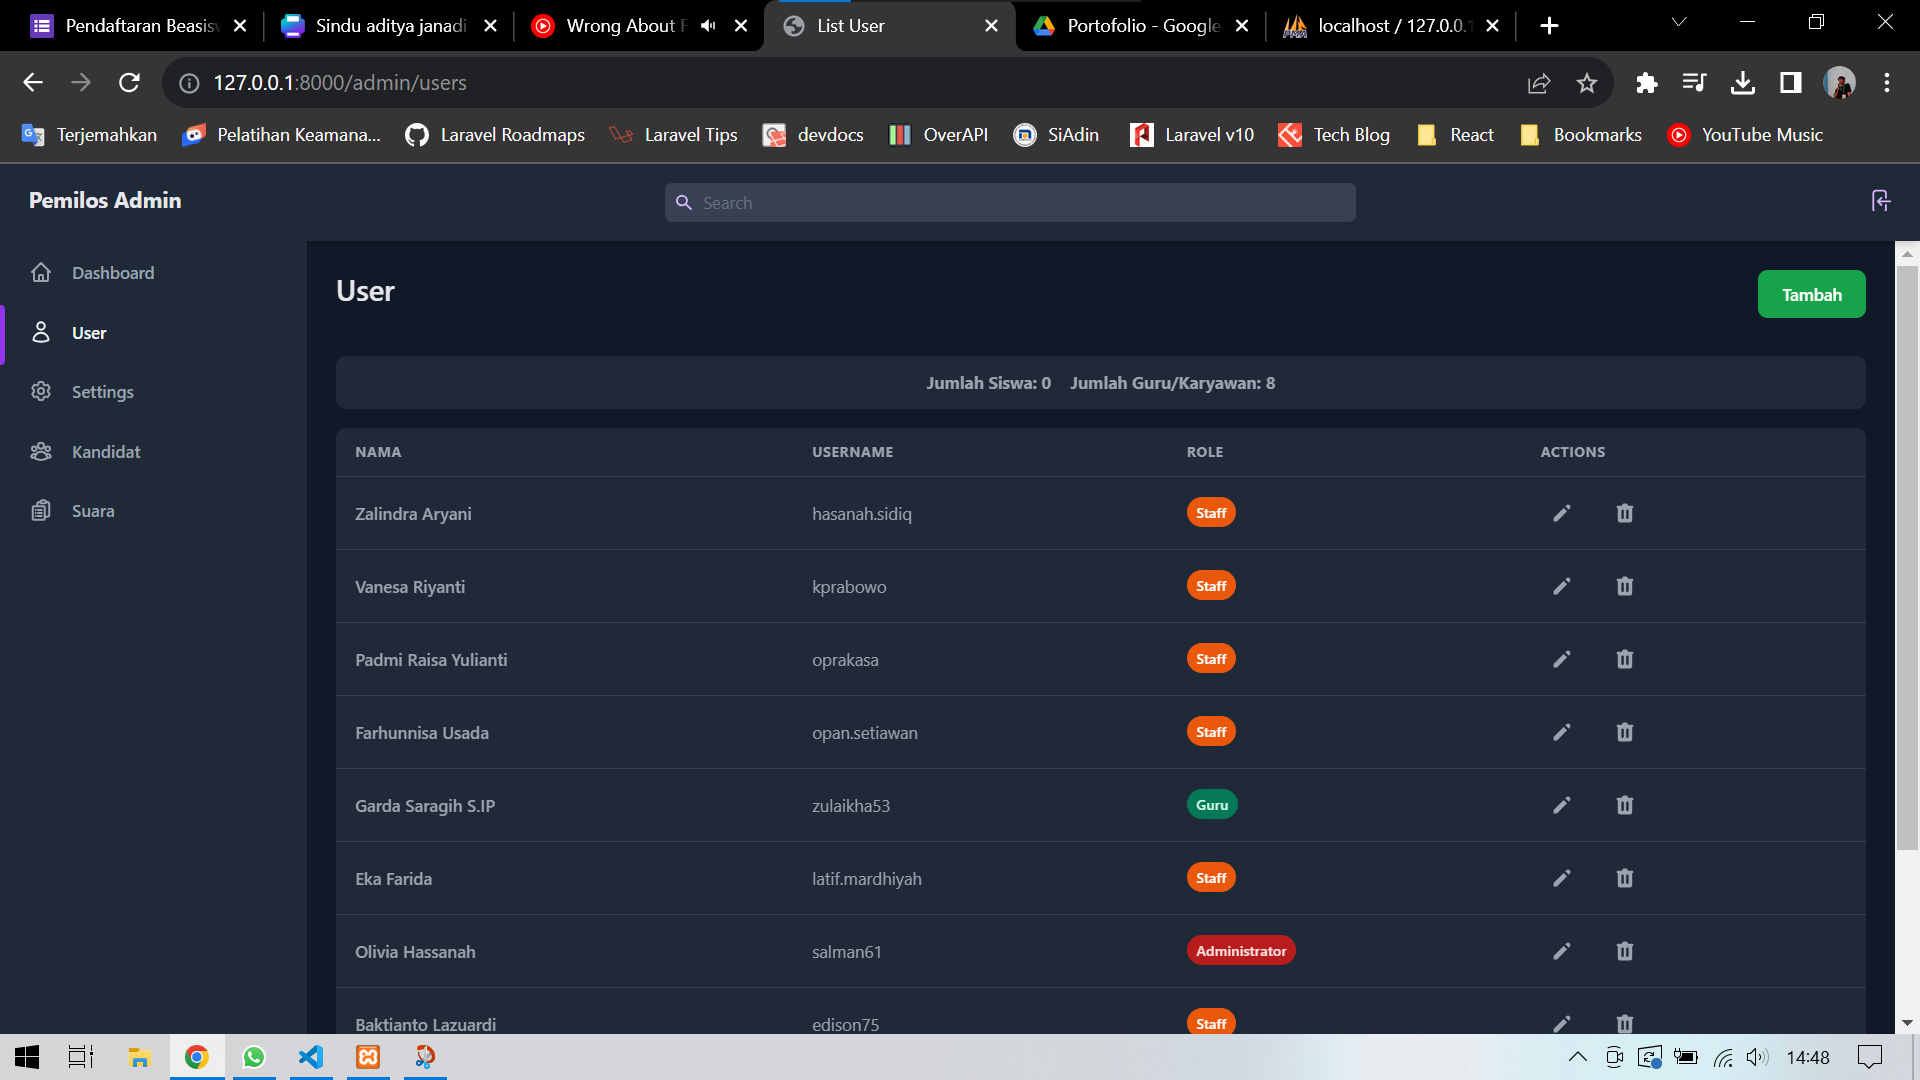 Pendaftaran Beasisw
Sindu aditya janadi
Wrong About F
List User
Portofolio - Google
localhost / 127.0.0.1
127.0.0.1:8000/admin/users
Terjemahkan
Pelatihan Keamana...
Laravel Roadmaps
Laravel Tips
devdocs
OverAPI
SiAdin
Laravel v10
Tech Blog
React
Bookmarks
YouTube Music
Pemilos Admin
Search
Dashboard
User
Settings
Kandidat
Suara
User
Tambah
Jumlah Siswa: 0 Jumlah Guru/Karyawan: 8
NAMA USERNAME ROLE ACTIONS
Zalindra Aryani hasanah.sidiq Staff
Vanesa Riyanti kprabowo Staff
Padmi Raisa Yulianti oprakasa Staff
Farhunnisa Usada opan.setiawan Staff
Garda Saragih S.IP zulaikha53 Guru
Eka Farida latif.mardhiyah Staff
Olivia Hassanah salman61 Administrator
Baktianto Lazuardi edison75 Staff
14:48